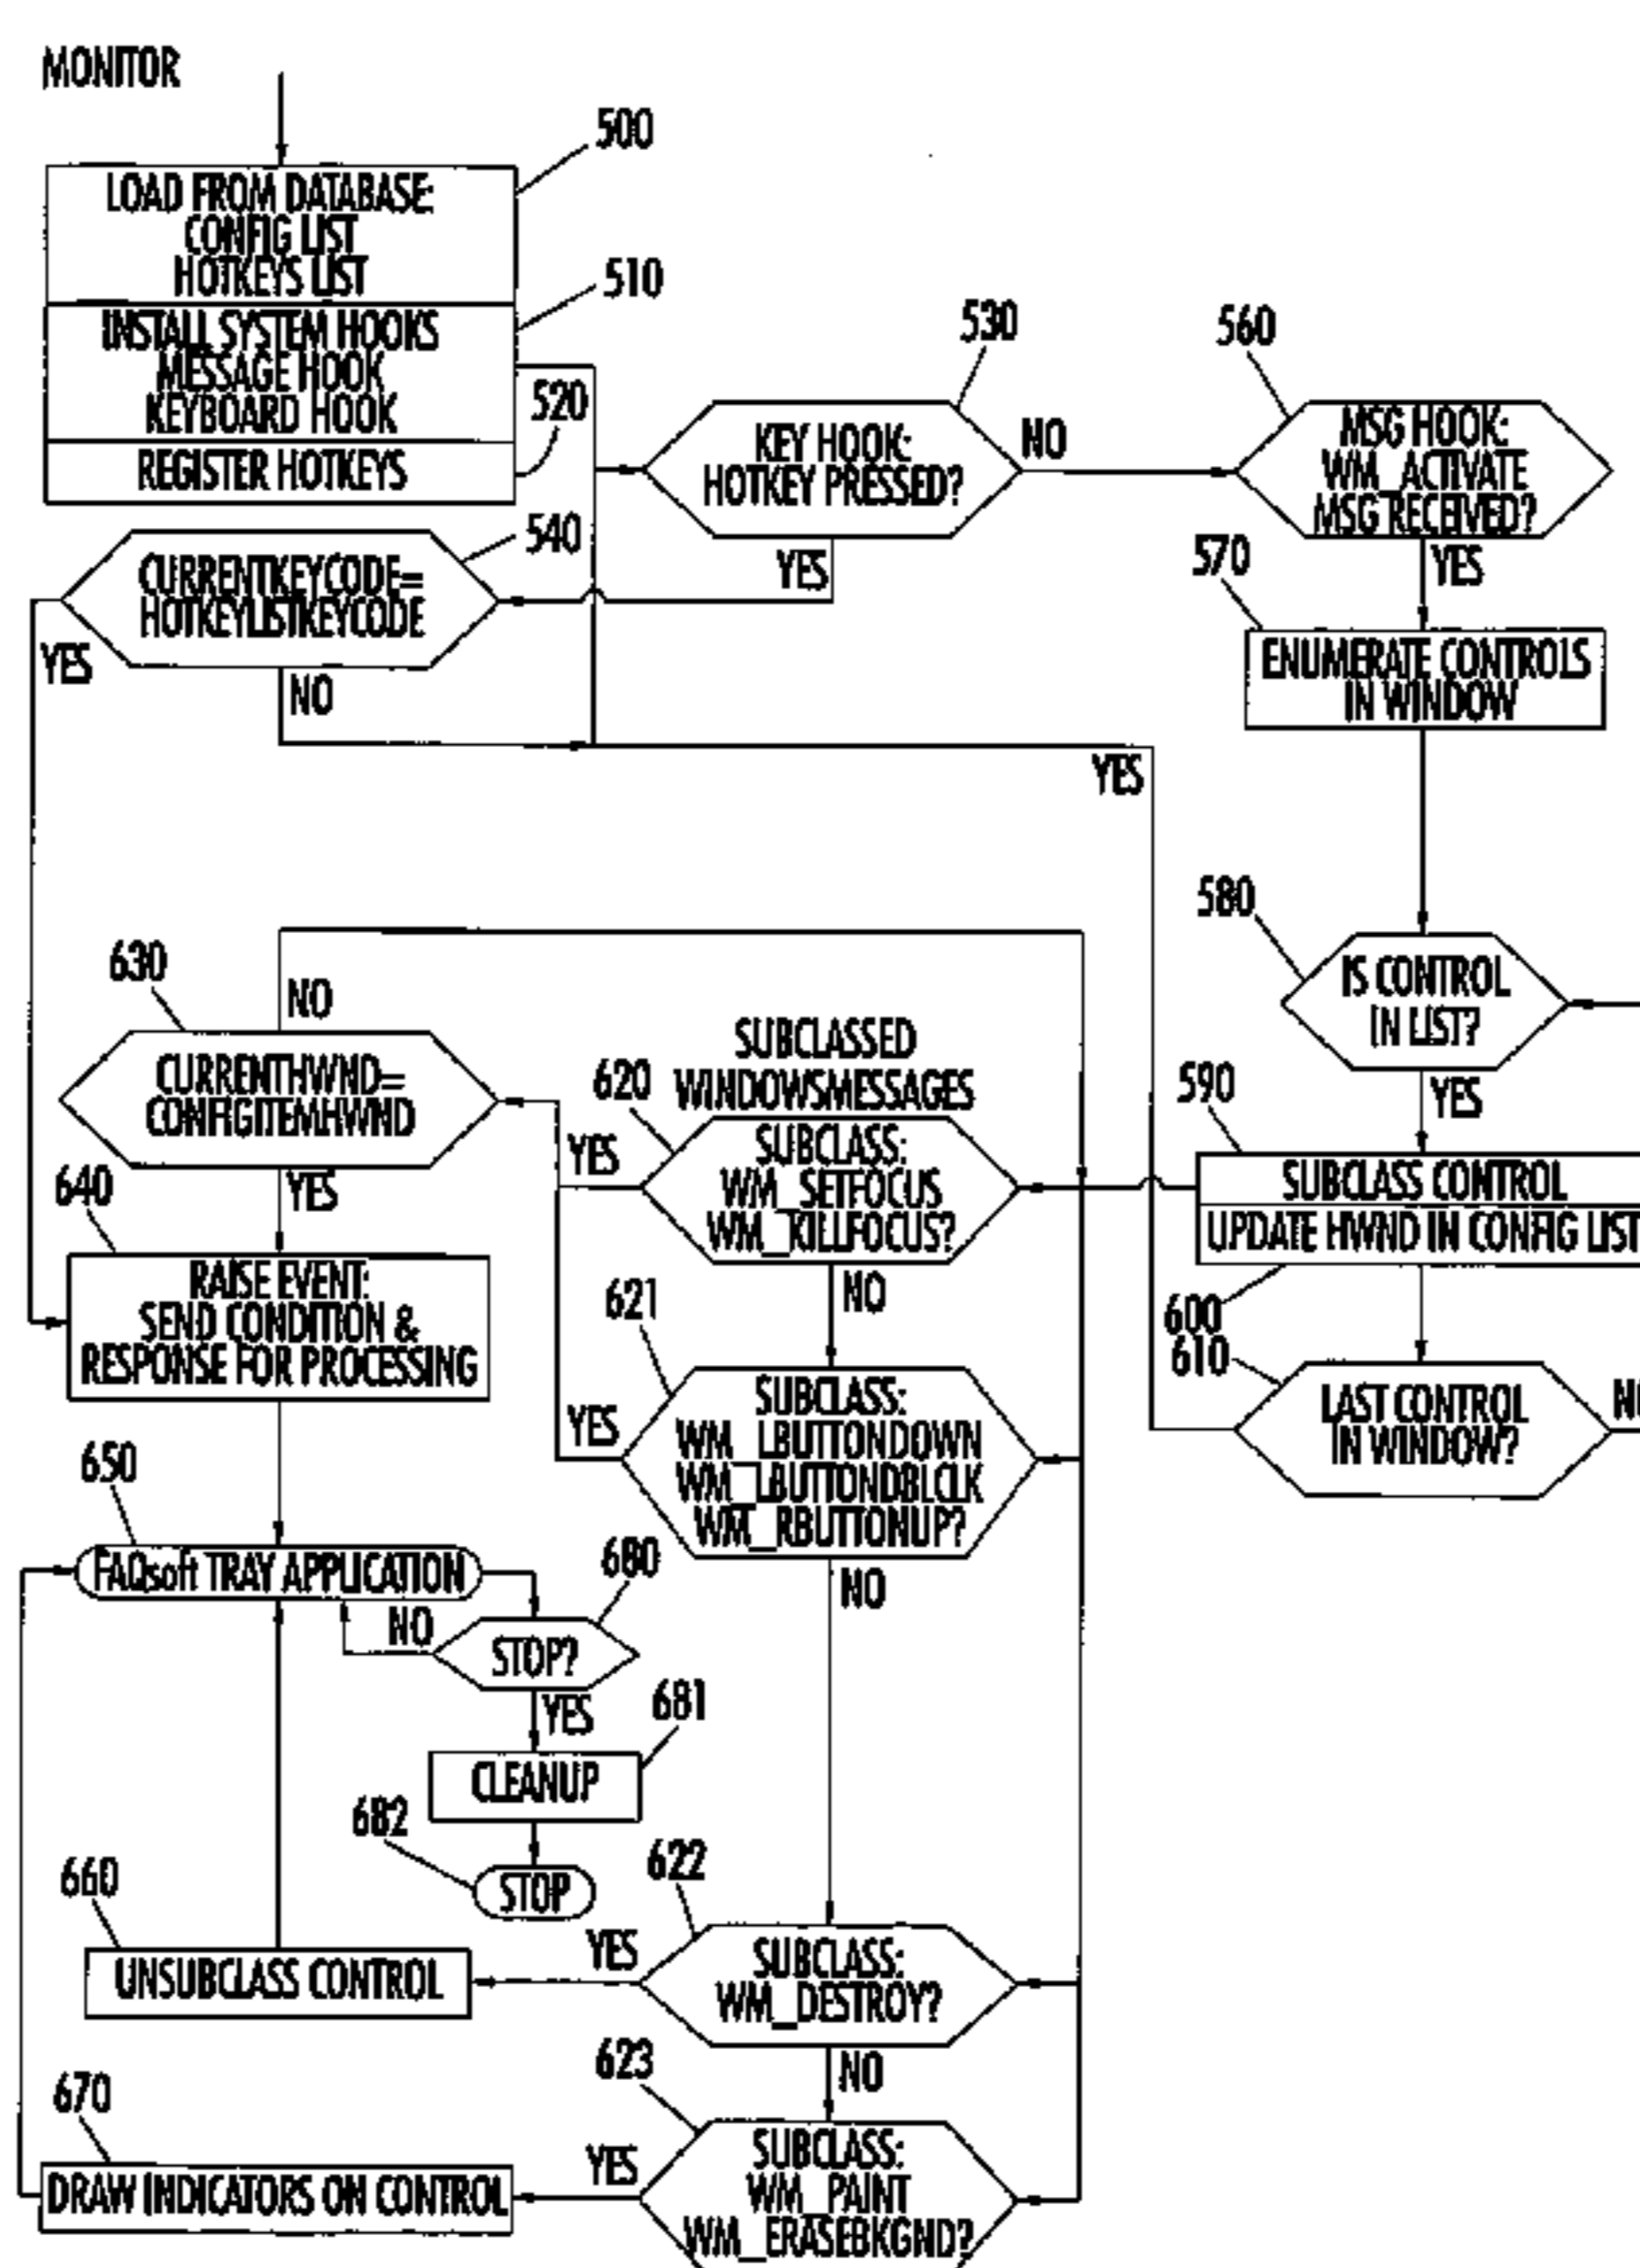 MONITOR
500
LOAD FROM DATABASE:
CONFIG LIST
HOTKEYS LIST
510
INSTALL SYSTEM HOOKS
MESSAGE HOOK
KEYBOARD HOOK
520
REGISTER HOTKEYS
530
KEY HOOK:
HOTKEY PRESSED?
NO
YES
560
MSG HOOK:
WM_ACTIVATE
MSG RECEIVED?
YES
540
CURRENTKEYCODE=
HOTKEYLISTKEYCODE
YES
NO
570
ENUMERATE CONTROLS
IN WINDOW
YES
580
IS CONTROL
IN LIST?
YES
630
NO
CURRENTHWND=
CONFIGITEMHWND
YES
SUBCLASSED
WINDOWSMESSAGES
620
SUBCLASS:
WM_SETFOCUS
WM_KILLFOCUS?
YES
NO
590
SUBCLASS CONTROL
UPDATE HWND IN CONFIG LIST
600
610
LAST CONTROL
IN WINDOW?
640
RAISE EVENT:
SEND CONDITION &
RESPONSE FOR PROCESSING
621
SUBCLASS:
WM_LBUTTONDOWN
WM_LBUTTONDBLCLK
WM_RBUTTONUP?
YES
NO
650
FAQsoft TRAY APPLICATION
680
NO
STOP?
YES
681
CLEANUP
682
STOP
622
SUBCLASS:
WM_DESTROY?
YES
NO
660
UNSUBCLASS CONTROL
623
SUBCLASS:
WM_PAINT
WM_ERASEBKGND?
YES
670
DRAW INDICATORS ON CONTROL